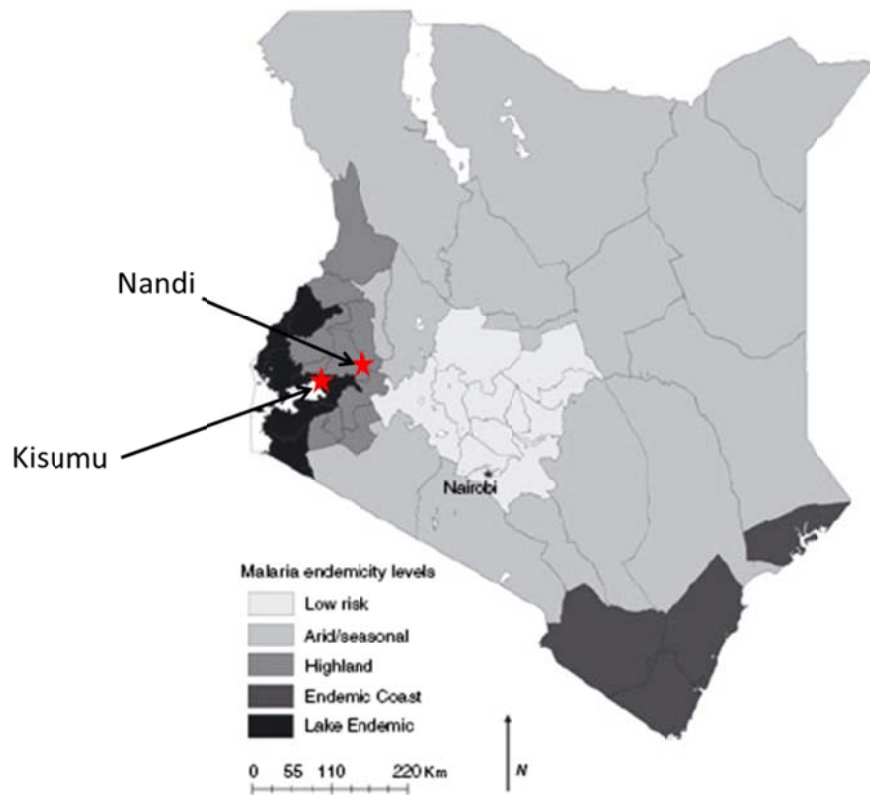 Nandi
Kisumu
Nairobi
Malaria endemicity levels
Low risk
Arid/seasonal
Highland
Endemic Coast
Lake Endemic
0 55 110 220 Km
N